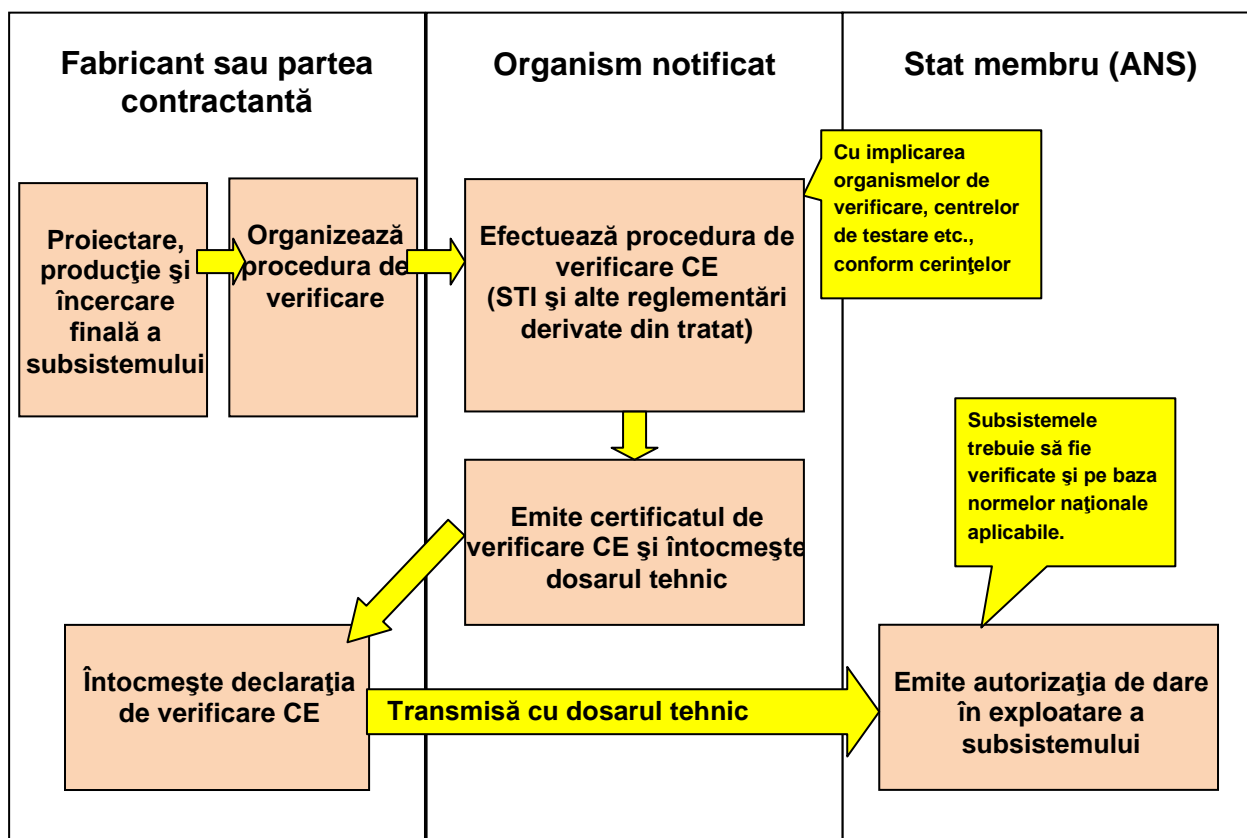 Fabricant sau partea
contractantă
Organism notificat
Stat membru (ANS)
Cu implicarea
organismelor de
verificare, centrelor
de testare etc.,
conform cerinţelor
Proiectare,
producţie şi
încercare
finală a
subsistemului
Organizează
procedura de
verificare
Efectuează procedura de
verificare CE
(STI şi alte reglementări
derivate din tratat)
Subsistemele
trebuie să fie
verificate şi pe baza
normelor naţionale
aplicabile.
Emite certificatul de
verificare CE şi întocmeşte
dosarul tehnic
Întocmeşte declaraţia
de verificare CE
Transmisă cu dosarul tehnic
Emite autorizaţia de dare
în exploatare a
subsistemului